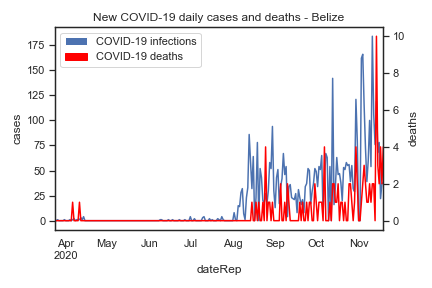 New COVID-19 daily cases and deaths - Belize
COVID-19 infections
COVID-19 deaths
175
150
125
100
75
50
25
0
cases
10
8
6
4
2
0
deaths
Apr May Jun Jul Aug Sep Oct Nov
2020
dateRep